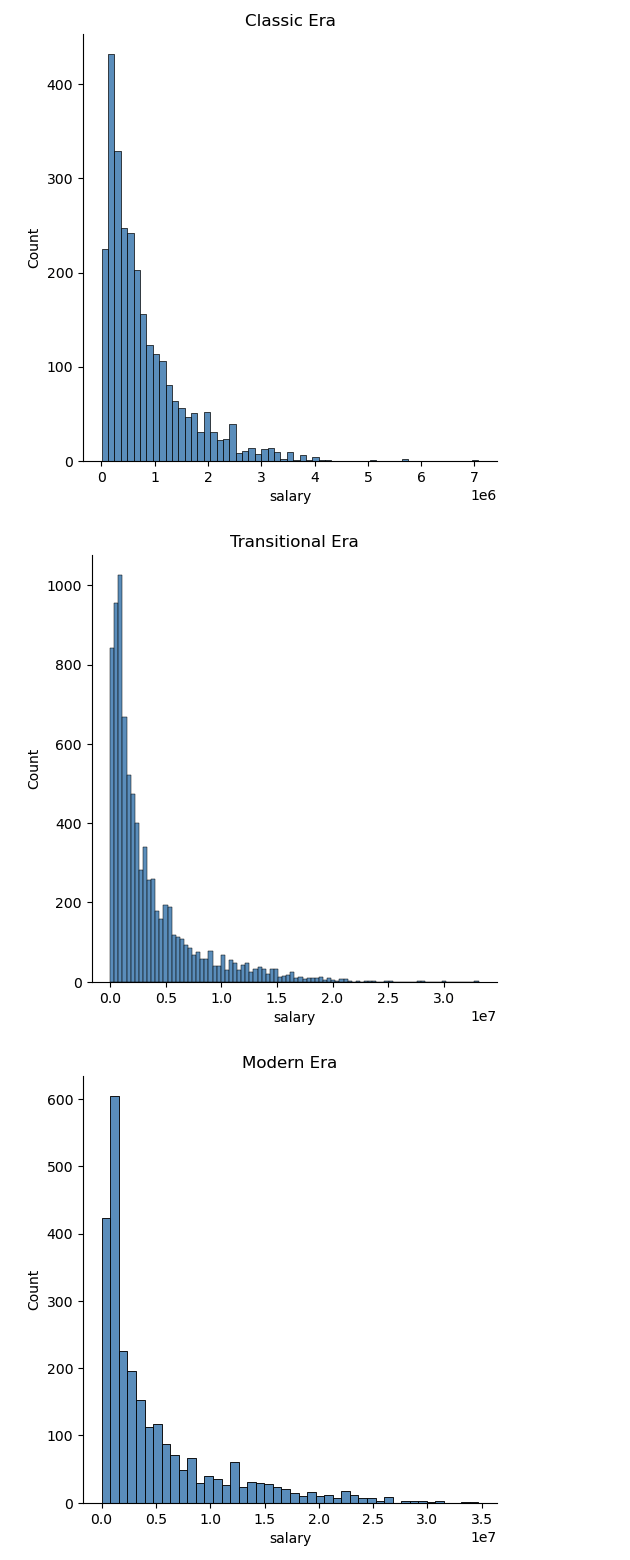 Classic Era
400
300
200
100
0
Count
0 1 2 3 4 5 6 7
1e6
salary
Transitional Era
1000
800
600
400
200
0
Count
0.0 0.5 1.0 1.5 2.0 2.5 3.0
1e7
salary
Modern Era
600
500
400
300
200
100
0
Count
0.0 0.5 1.0 1.5 2.0 2.5 3.0 3.5
1e7
salary